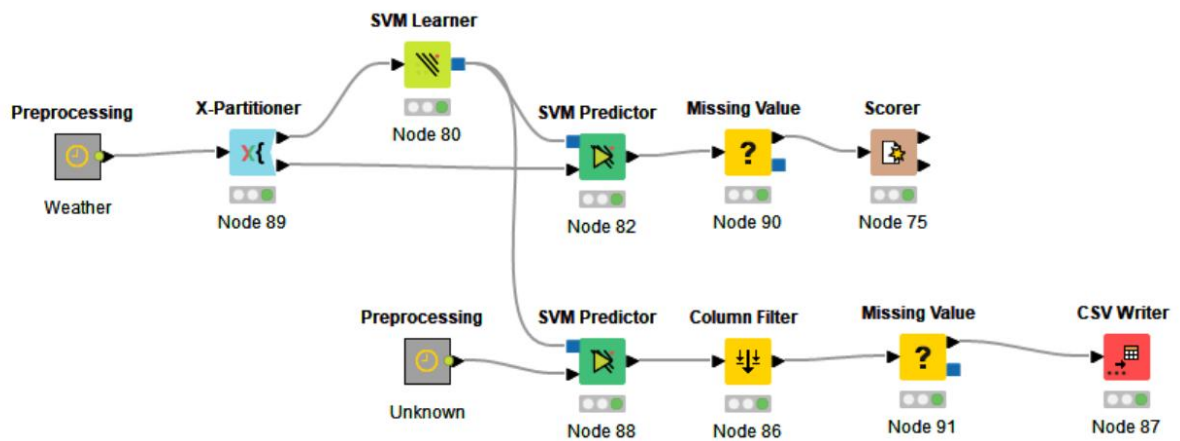 SVM Learner
Preprocessing
X-Partitioner
SVM Predictor
Missing Value
Scorer
X{
?
Node 80
Weather
Node 89
Node 82
Node 90
Node 75
Preprocessing
SVM Predictor
Column Filter
Missing Value
CSV Writer
?
Unknown
Node 88
Node 86
Node 91
Node 87